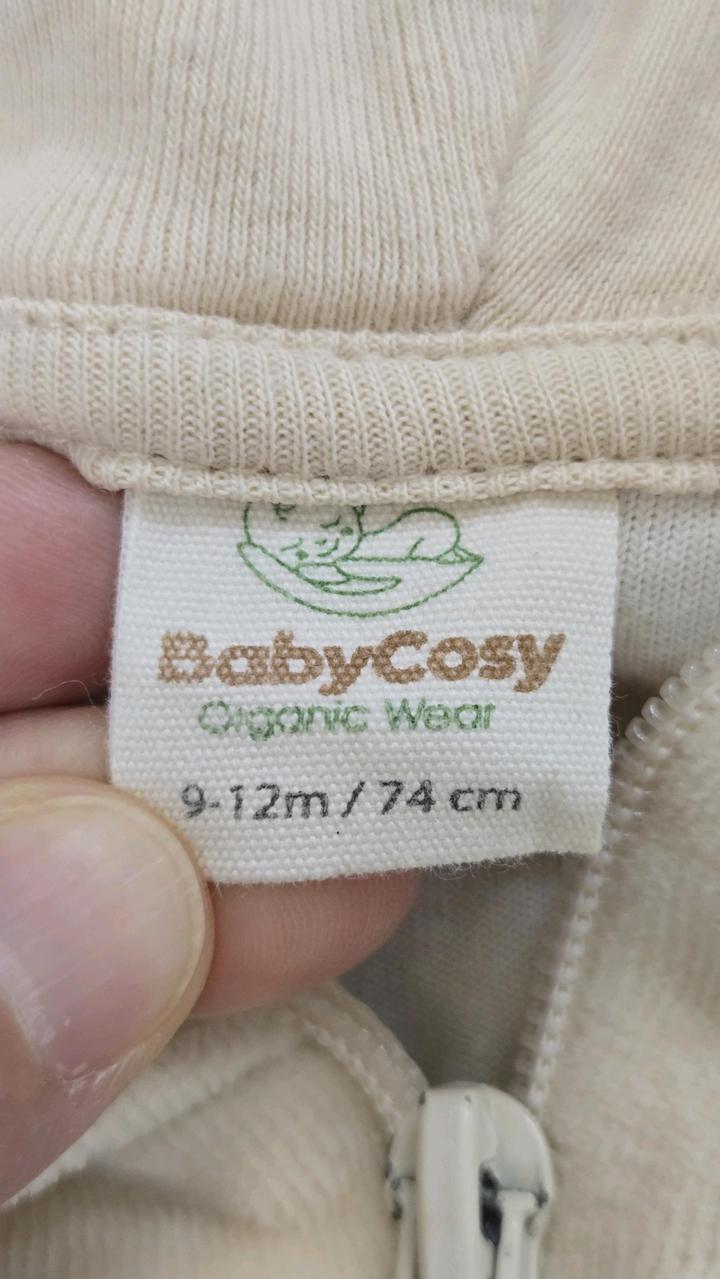 BabyCosy
Organic Wear
9-12m / 74 cm